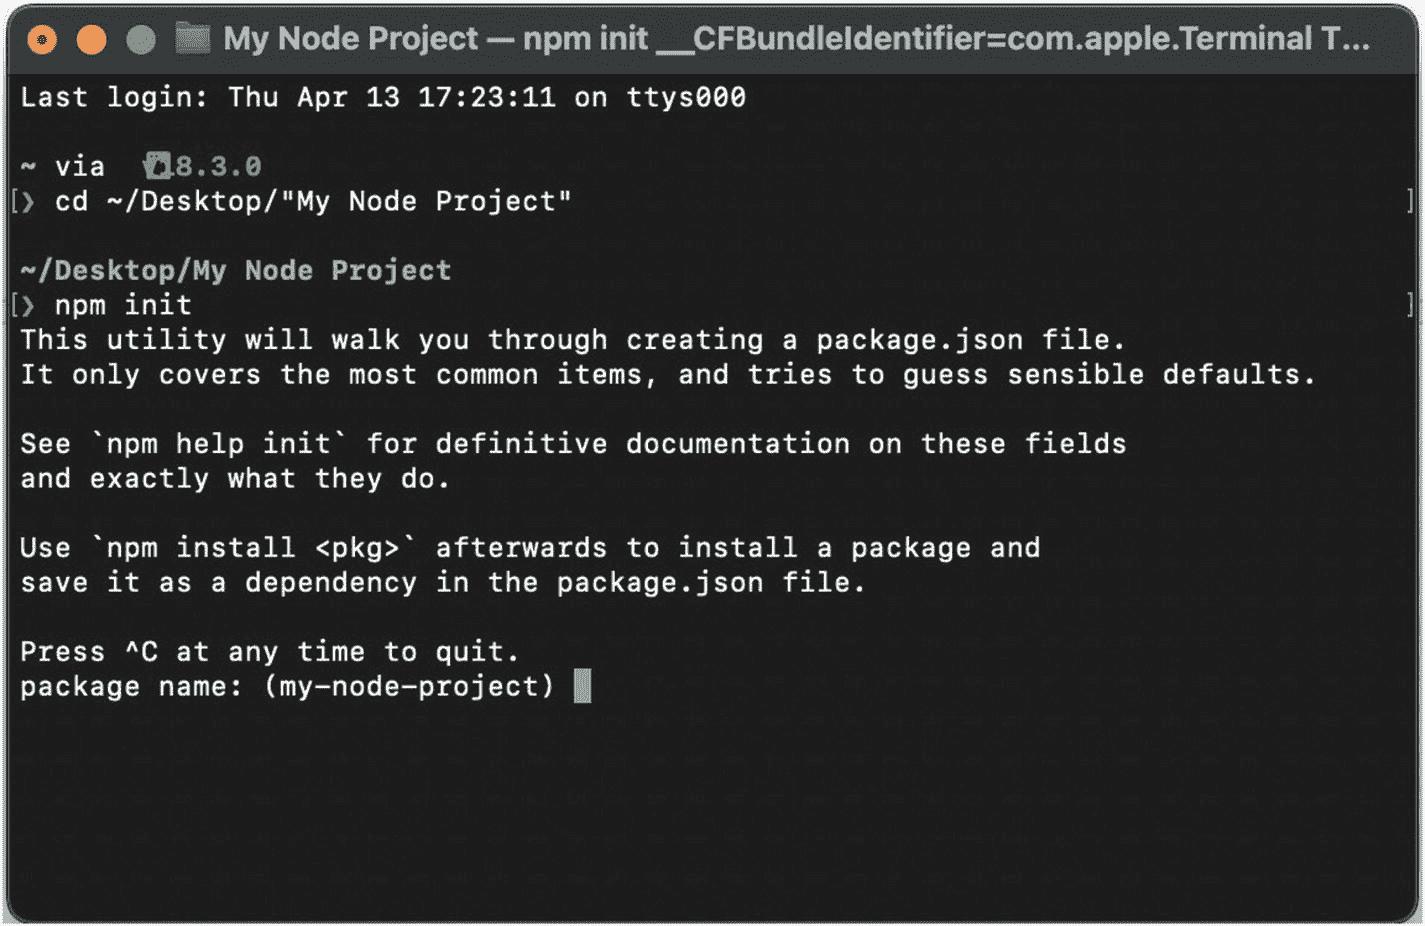 My Node Project — npm init __CFBundleIdentifier=com.apple.Terminal T...
Last login: Thu Apr 13 17:23:11 on ttys000
~ via 8.3.0
[❯ cd ~/Desktop/"My Node Project" ]
~/Desktop/My Node Project
[❯ npm init ]
This utility will walk you through creating a package.json file.
It only covers the most common items, and tries to guess sensible defaults.
See `npm help init` for definitive documentation on these fields
and exactly what they do.
Use `npm install <pkg>` afterwards to install a package and
save it as a dependency in the package.json file.
Press ^C at any time to quit.
package name: (my-node-project)